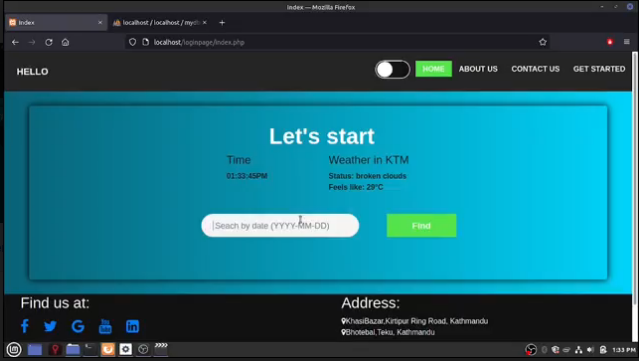 Index — Mozilla Firefox
Index
localhost / localhost / myd
localhost/loginpage/index.php
HELLO
HOME
ABOUT US
CONTACT US
GET STARTED
Let's start
Time
Weather in KTM
01:33:45PM
Status: broken clouds
Feels like: 29°C
Seach by date (YYYY-MM-DD)
Find
Find us at:
Address:
KhasiBazar,Kirtipur Ring Road, Kathmandu
Bhotebai,Teku, Kathmandu
1:33 PM